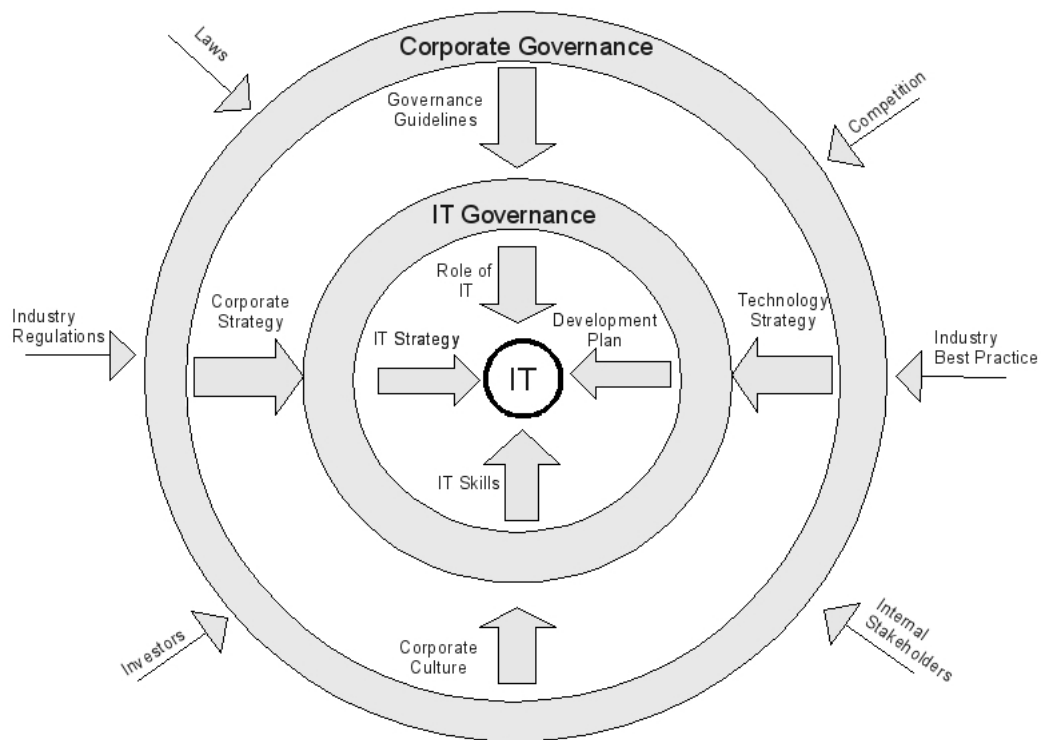 Corporate Governance
Laws
Governance
Guidelines
Competition
IT Governance
Role of
IT
Industry
Regulations
Corporate
Strategy
IT Strategy
Development
Plan
Technology
Strategy
Industry
Best Practice
IT
IT Skills
Investors
Corporate
Culture
Internal
Stakeholders